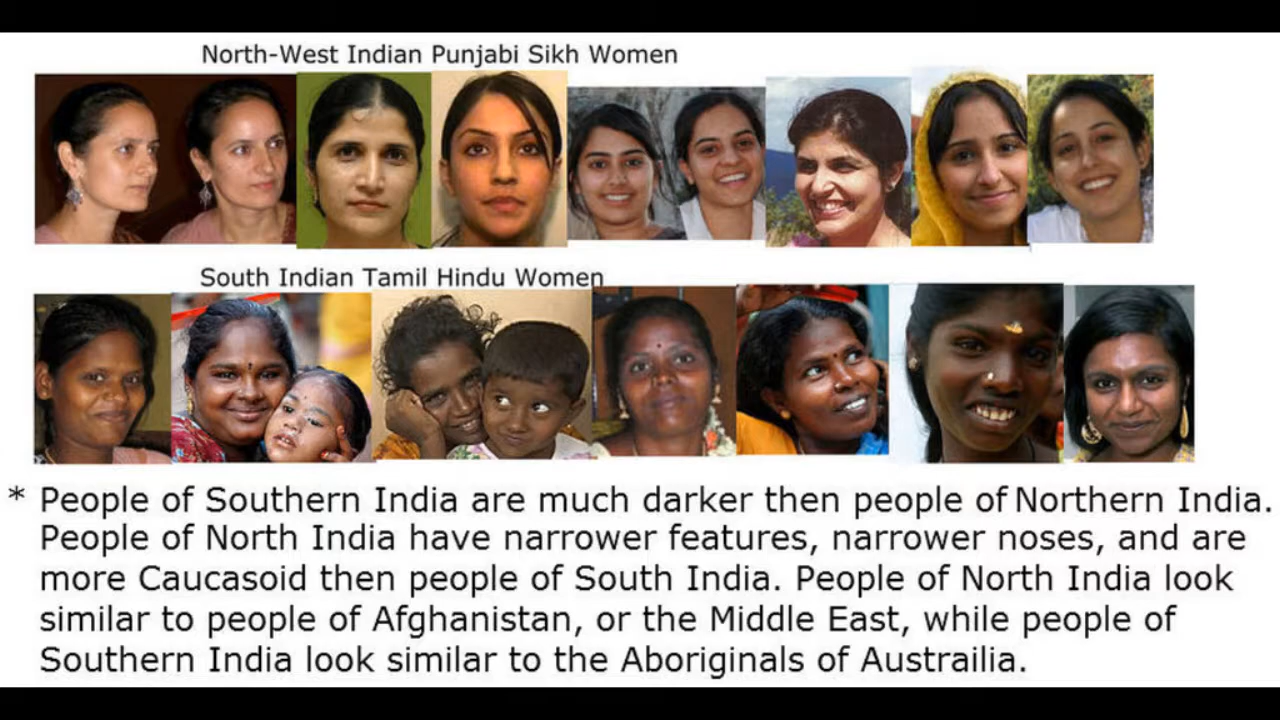 North-West Indian Punjabi Sikh Women
South Indian Tamil Hindu Women
* People of Southern India are much darker then people of Northern India.
People of North India have narrower features, narrower noses, and are
more Caucasoid then people of South India. People of North India look
similar to people of Afghanistan, or the Middle East, while people of
Southern India look similar to the Aboriginals of Austrailia.